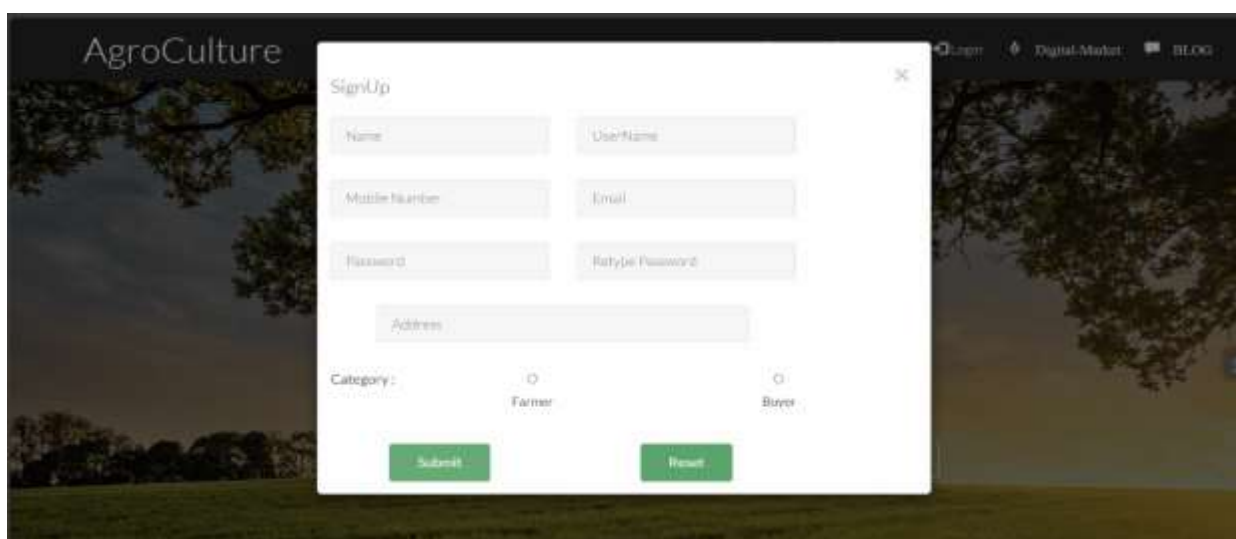 AgroCulture
Login Digital-Market BLOG
SignUp
×
Name UserName
Mobile Number Email
Password Retype Password
Address
Category :
Farmer Buyer
Submit Reset